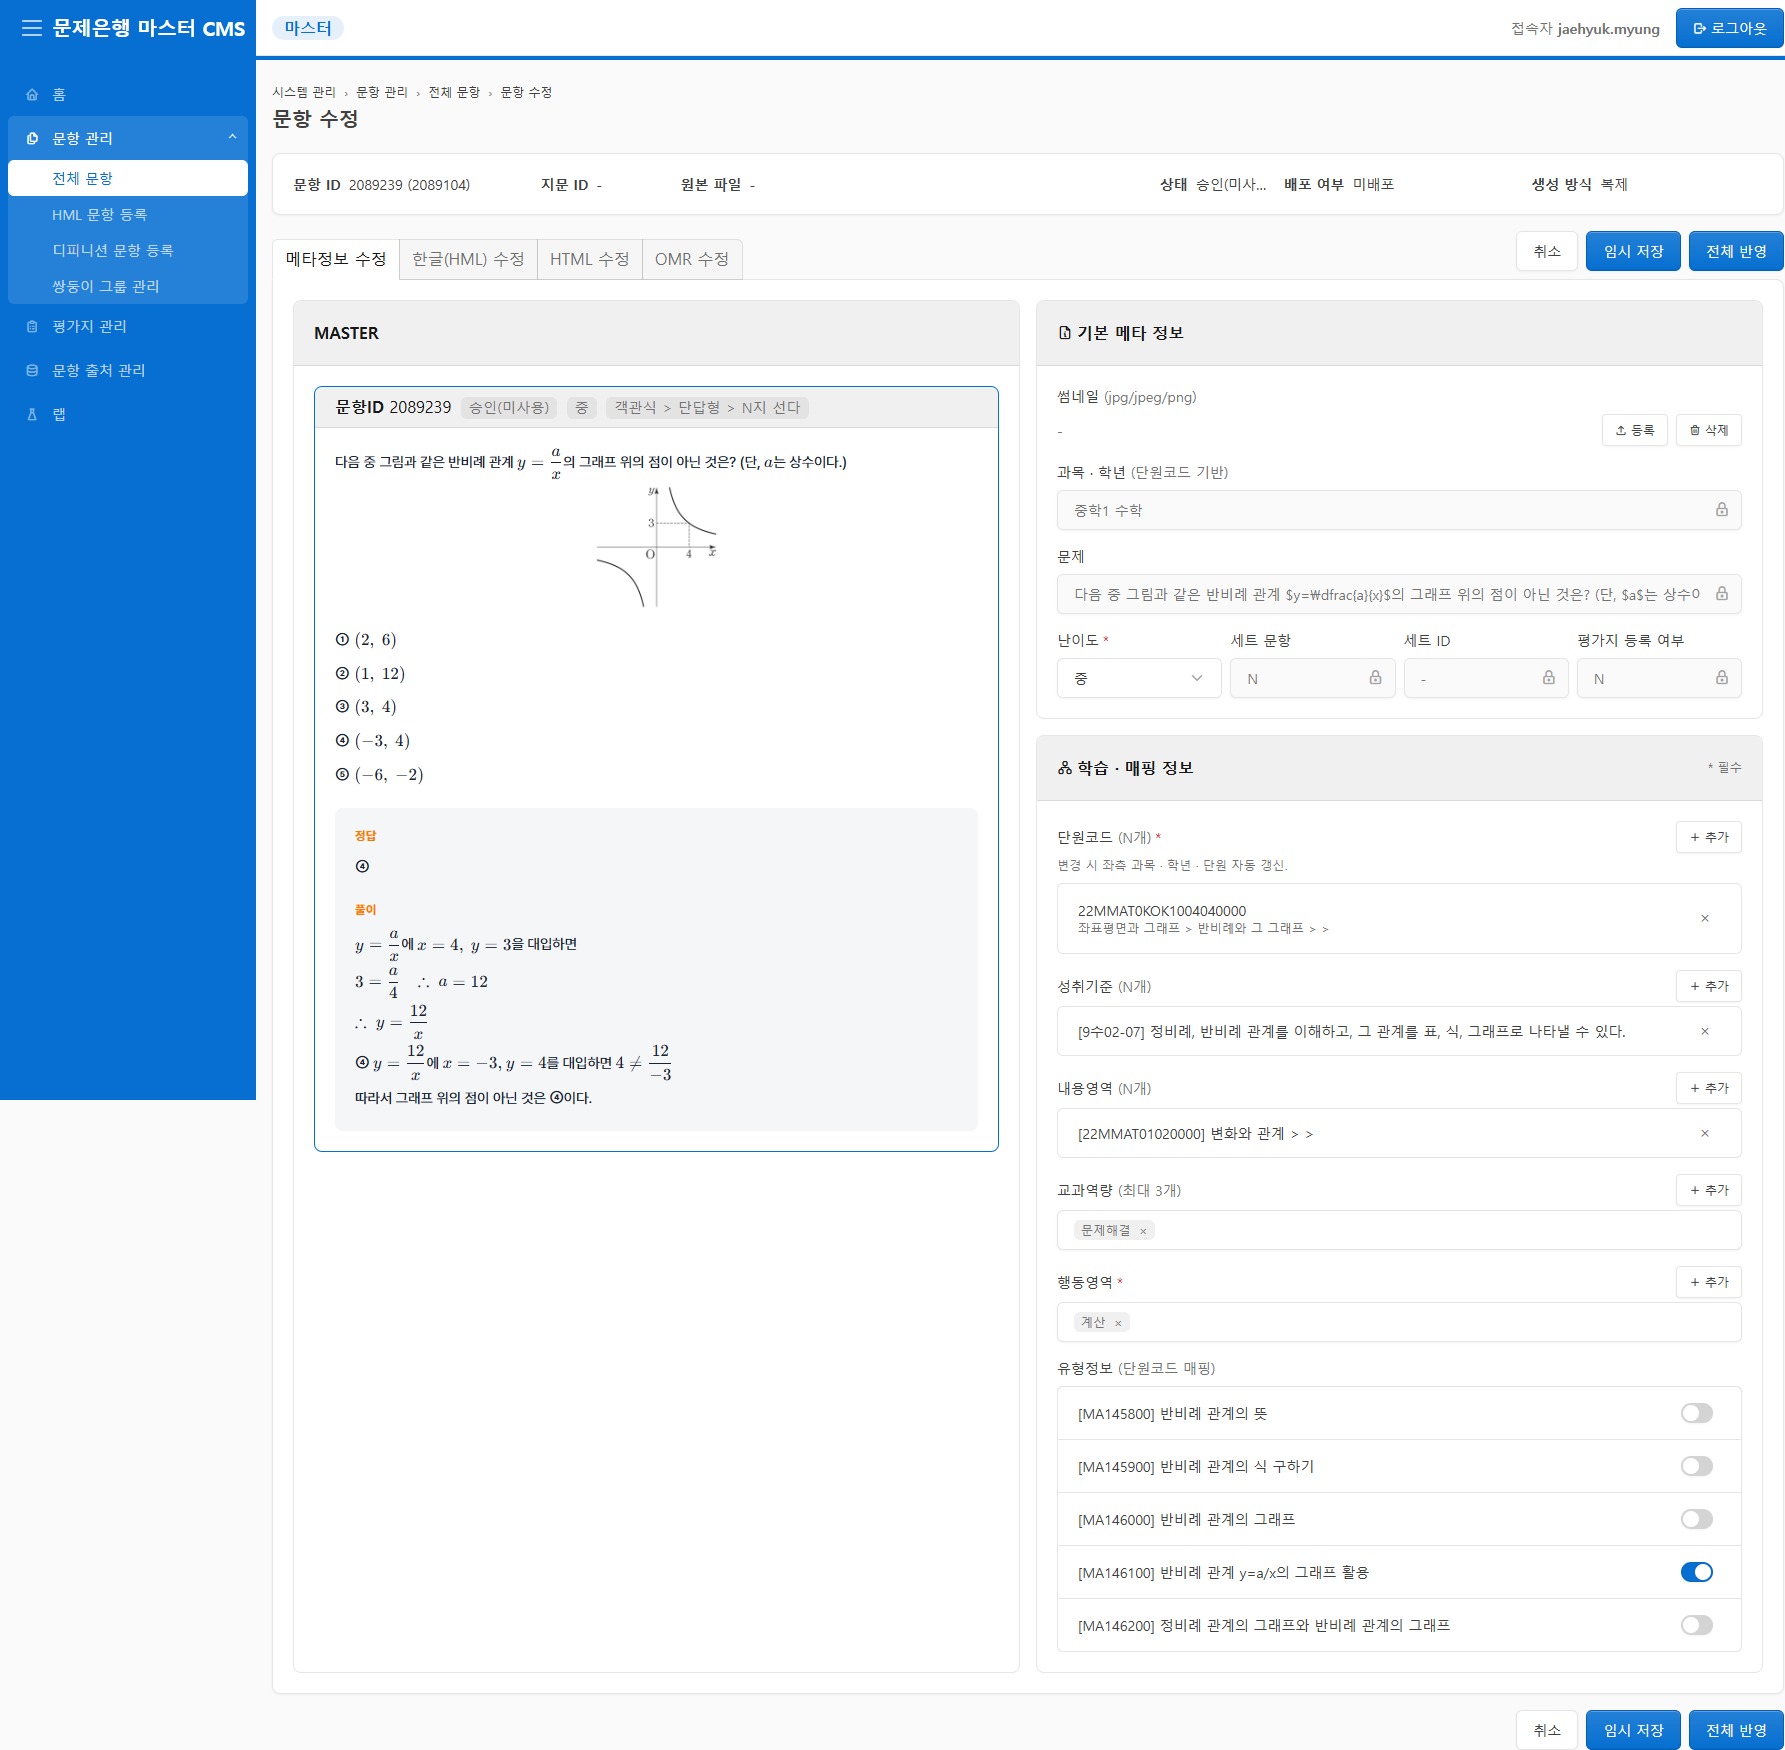 문제은행 마스터 CMS
홈
문항 관리
전체 문항
HML 문항 등록
디피니션 문항 등록
쌍둥이 그룹 관리
평가지 관리
문항 출처 관리
랩
마스터
접속자 jaehyuk.myung
로그아웃
시스템 관리 › 문항 관리 › 전체 문항 › 문항 수정
문항 수정
문항 ID 2089239 (2089104) 지문 ID - 원본 파일 - 상태 승인(미사... 배포 여부 미배포 생성 방식 복제
메타정보 수정 한글(HML) 수정 HTML 수정 OMR 수정
취소 임시 저장 전체 반영
MASTER
문항ID 2089239 승인(미사용) 중 객관식 > 단답형 > N지 선다
다음 중 그림과 같은 반비례 관계 y = a/x의 그래프 위의 점이 아닌 것은? (단, a는 상수이다.)
y
3
O 4 x
① (2, 6)
② (1, 12)
③ (3, 4)
④ (−3, 4)
⑤ (−6, −2)
정답
④
풀이
y = a/x에 x = 4, y = 3을 대입하면
3 = a/4 ∴ a = 12
∴ y = 12/x
④ y = 12/x에 x = −3, y = 4를 대입하면 4 ≠ 12/−3
따라서 그래프 위의 점이 아닌 것은 ④이다.
기본 메타 정보
썸네일 (jpg/jpeg/png)
- 등록 삭제
과목 · 학년 (단원코드 기반)
중학1 수학
문제
다음 중 그림과 같은 반비례 관계 $y=₩dfrac{a}{x}$의 그래프 위의 점이 아닌 것은? (단, $a$는 상수이
난이도 * 세트 문항 세트 ID 평가지 등록 여부
중 N - N
학습 · 매핑 정보 * 필수
단원코드 (N개) * + 추가
변경 시 좌측 과목 · 학년 · 단원 자동 갱신.
22MMAT0KOK1004040000 ×
좌표평면과 그래프 > 반비례와 그 그래프 > >
성취기준 (N개) + 추가
[9수02-07] 정비례, 반비례 관계를 이해하고, 그 관계를 표, 식, 그래프로 나타낼 수 있다. ×
내용영역 (N개) + 추가
[22MMAT01020000] 변화와 관계 > > ×
교과역량 (최대 3개) + 추가
문제해결 ×
행동영역 * + 추가
계산 ×
유형정보 (단원코드 매핑)
[MA145800] 반비례 관계의 뜻
[MA145900] 반비례 관계의 식 구하기
[MA146000] 반비례 관계의 그래프
[MA146100] 반비례 관계 y=a/x의 그래프 활용
[MA146200] 정비례 관계의 그래프와 반비례 관계의 그래프
취소 임시 저장 전체 반영